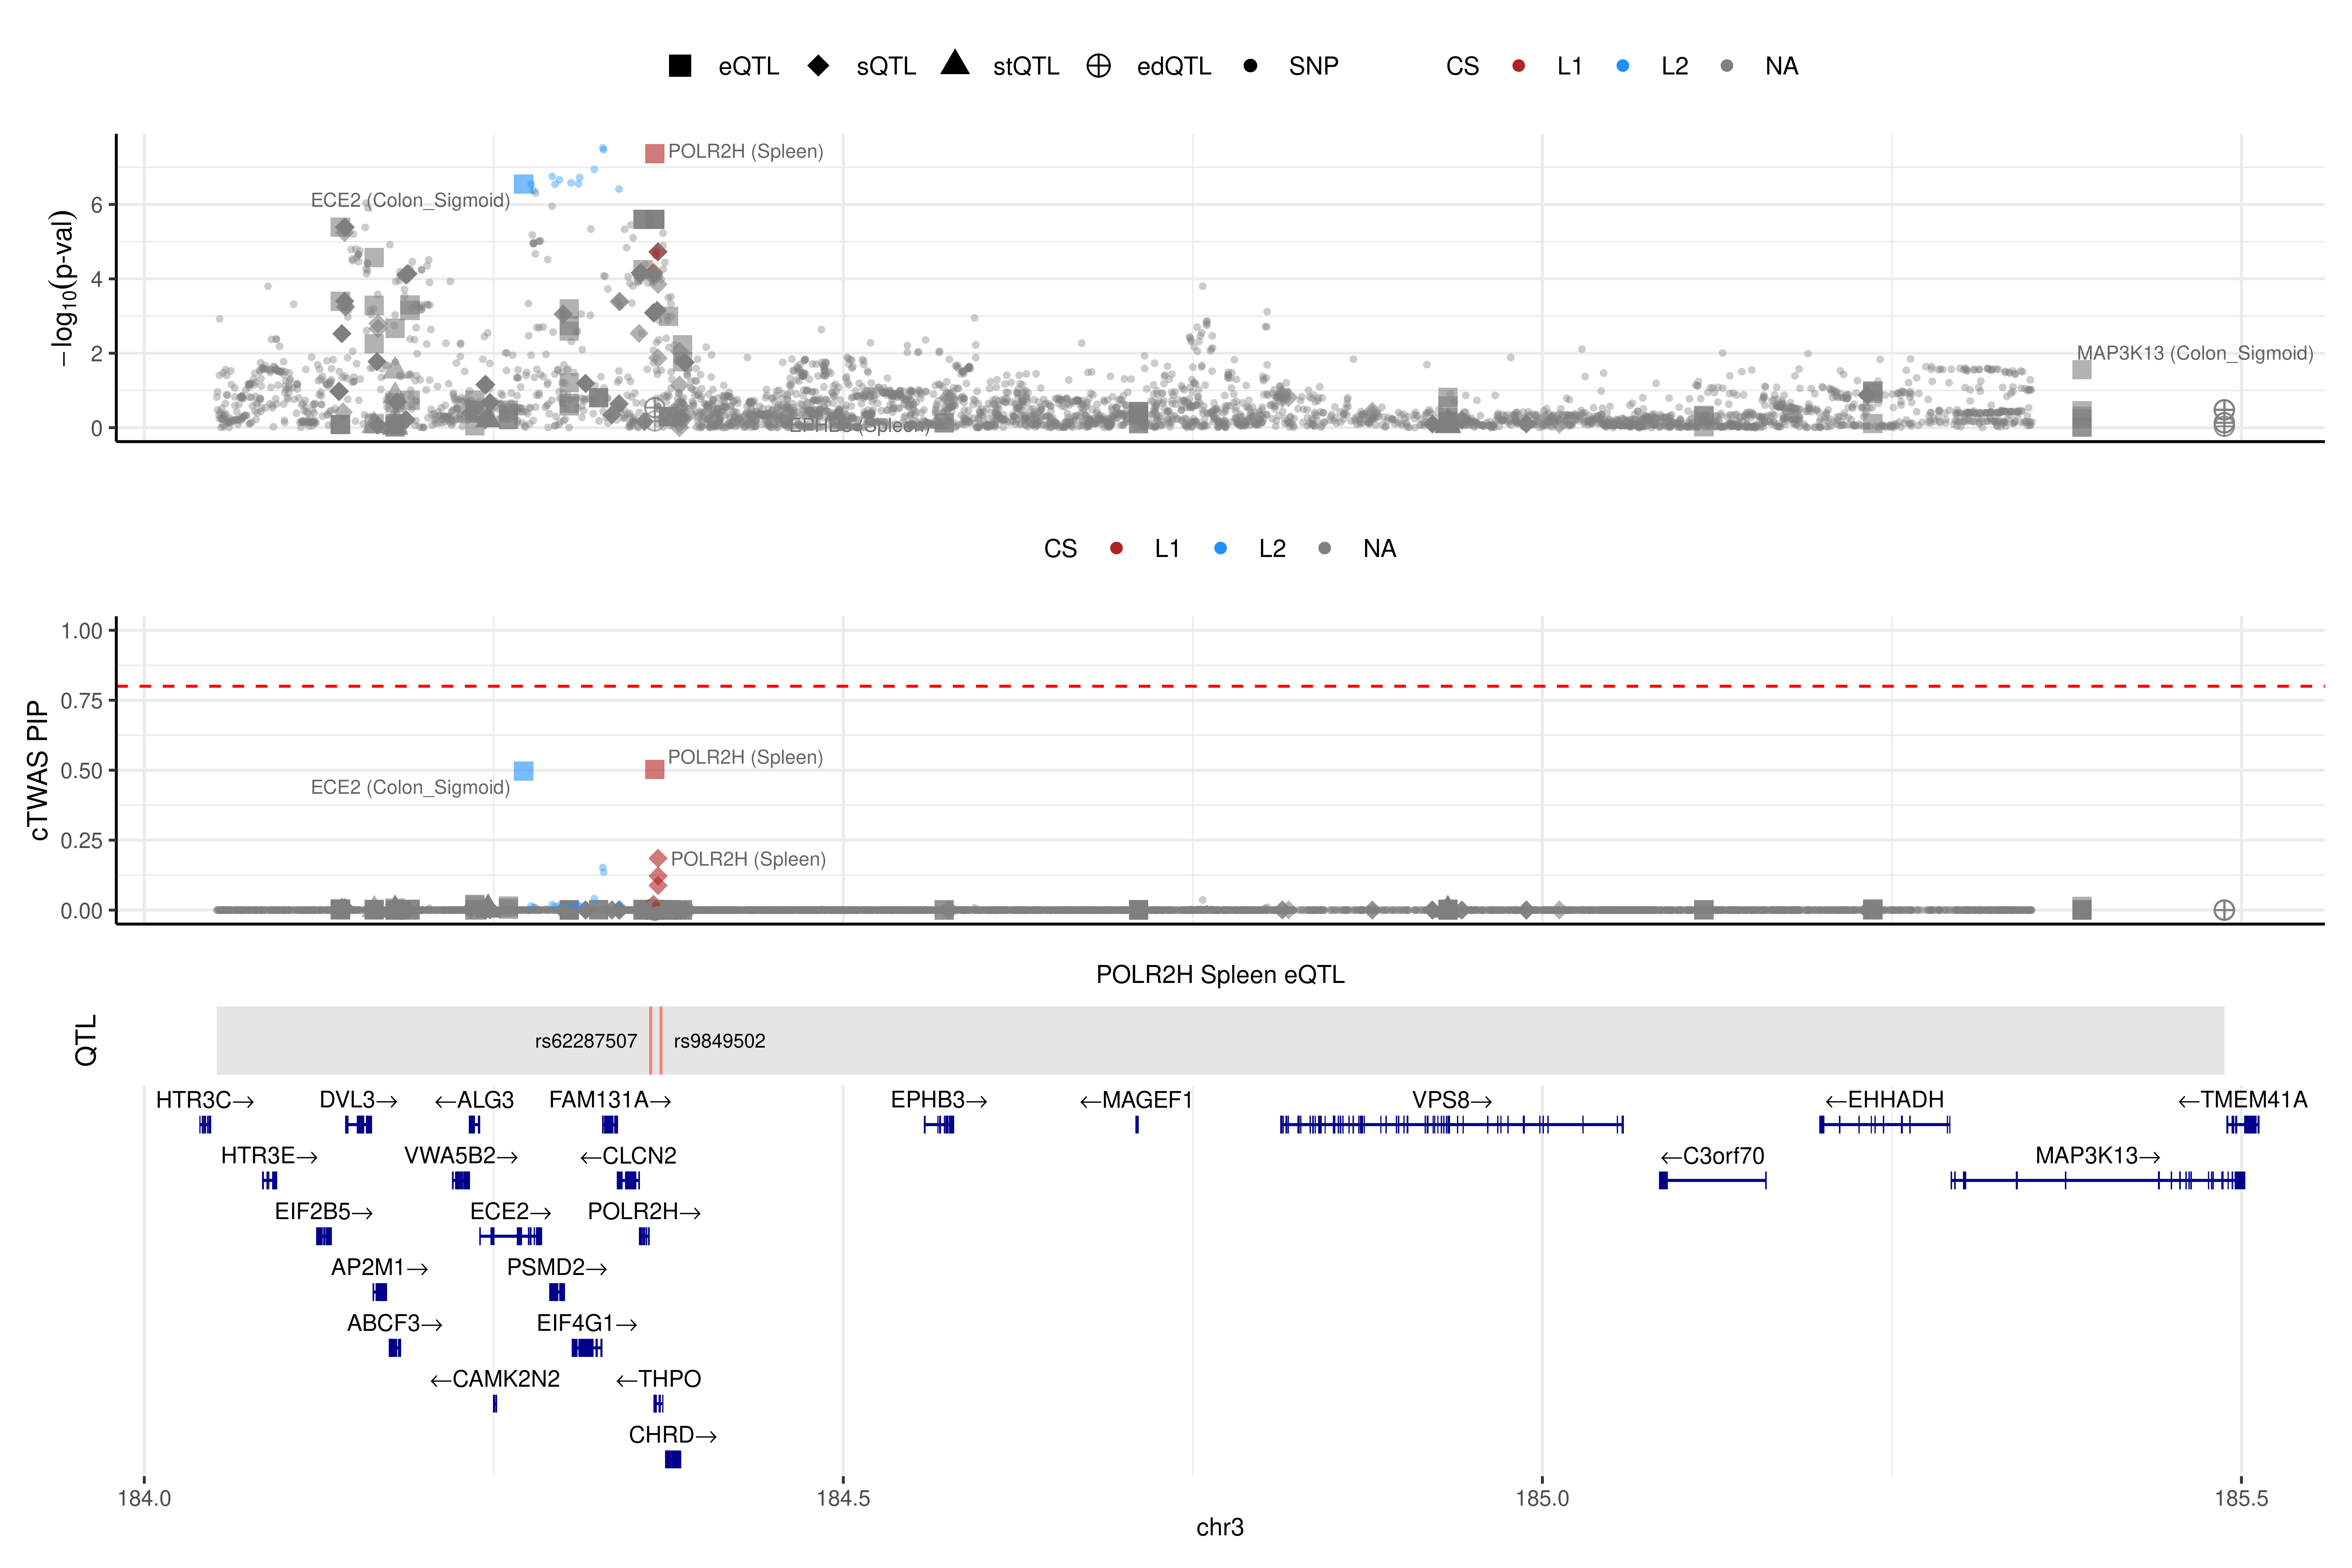 eQTL sQTL stQTL edQTL SNP CS L1 L2 NA
−log10(p-val)
6
4
2
0
POLR2H (Spleen)
ECE2 (Colon_Sigmoid)
MAP3K13 (Colon_Sigmoid)
EPHB3 (Spleen)
CS L1 L2 NA
cTWAS PIP
1.00
0.75
0.50
0.25
0.00
POLR2H (Spleen)
ECE2 (Colon_Sigmoid)
POLR2H (Spleen)
POLR2H Spleen eQTL
QTL
rs62287507 rs9849502
HTR3C→ DVL3→ ←ALG3 FAM131A→ EPHB3→ ←MAGEF1 VPS8→ ←EHHADH ←TMEM41A
HTR3E→ VWA5B2→ ←CLCN2 ←C3orf70 MAP3K13→
EIF2B5→ ECE2→ POLR2H→
AP2M1→ PSMD2→
ABCF3→ EIF4G1→
←CAMK2N2 ←THPO
CHRD→
184.0 184.5 185.0 185.5
chr3